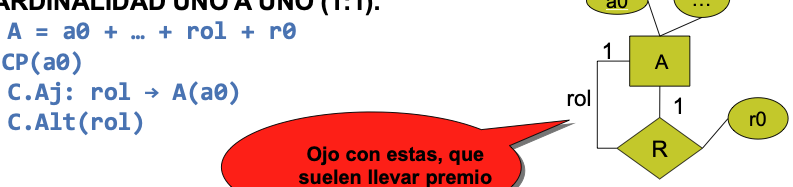 ARDINALIDAD UNO A UNO (1:1).
A = a0 + … + rol + r0
CP(a0)
C.Aj: rol → A(a0)
C.Alt(rol)
a0
…
1
A
rol
1
r0
R
Ojo con estas, que
suelen llevar premio